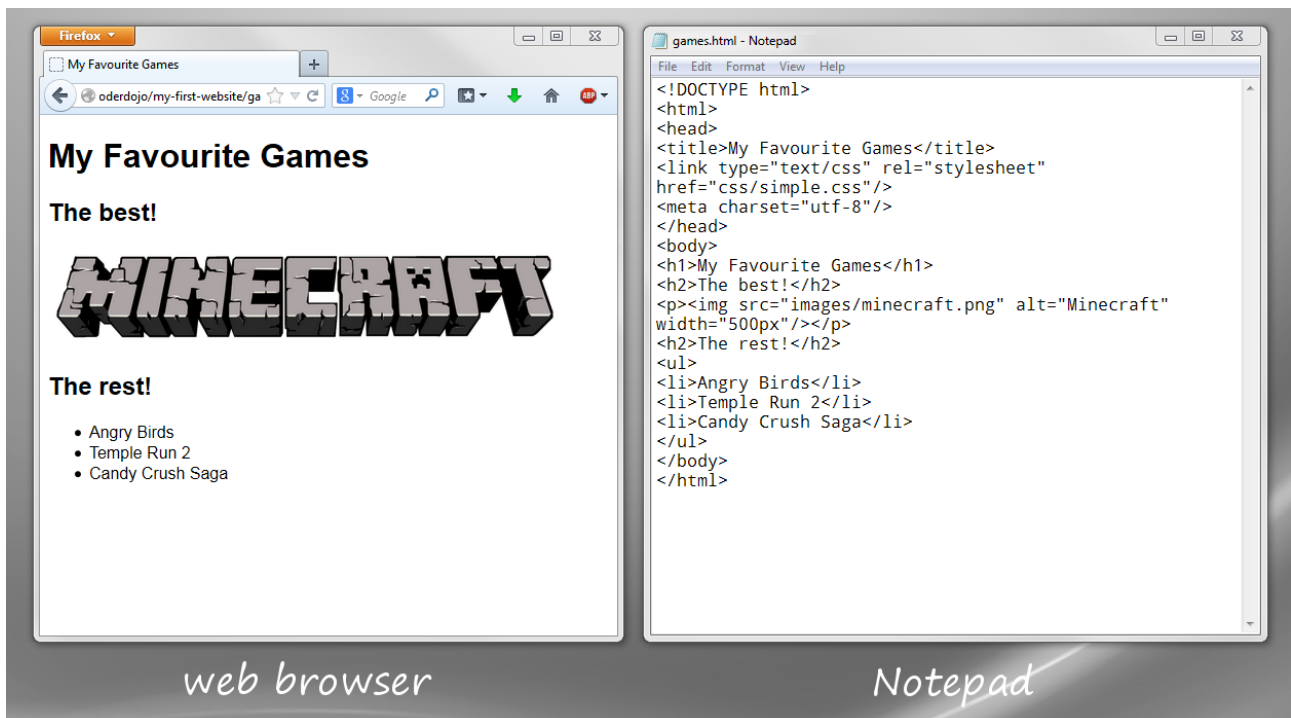 Firefox
My Favourite Games
oderdojo/my-first-website/ga
8 Google
ABP
My Favourite Games
The best!
MINECRAFT
The rest!
Angry Birds
Temple Run 2
Candy Crush Saga
web browser
games.html - Notepad
File Edit Format View Help
<!DOCTYPE html>
<html>
<head>
<title>My Favourite Games</title>
<link type="text/css" rel="stylesheet"
href="css/simple.css"/>
<meta charset="utf-8"/>
</head>
<body>
<h1>My Favourite Games</h1>
<h2>The best!</h2>
<p><img src="images/minecraft.png" alt="Minecraft"
width="500px"/></p>
<h2>The rest!</h2>
<ul>
<li>Angry Birds</li>
<li>Temple Run 2</li>
<li>Candy Crush Saga</li>
</ul>
</body>
</html>
Notepad